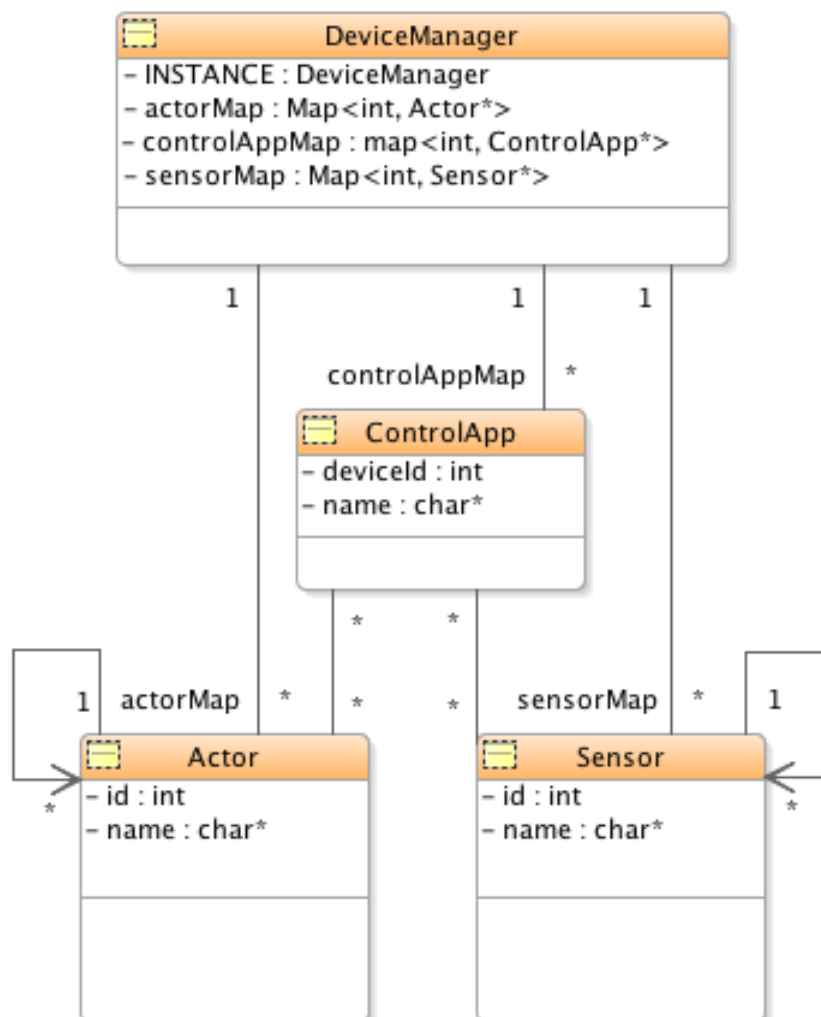 DeviceManager
– INSTANCE : DeviceManager
– actorMap : Map<int, Actor*>
– controlAppMap : map<int, ControlApp*>
– sensorMap : Map<int, Sensor*>
1 1 1
controlAppMap *
ControlApp
– deviceId : int
– name : char*
* *
1 actorMap * * * sensorMap * 1
Actor
* – id : int
– name : char*
Sensor
– id : int *
– name : char*